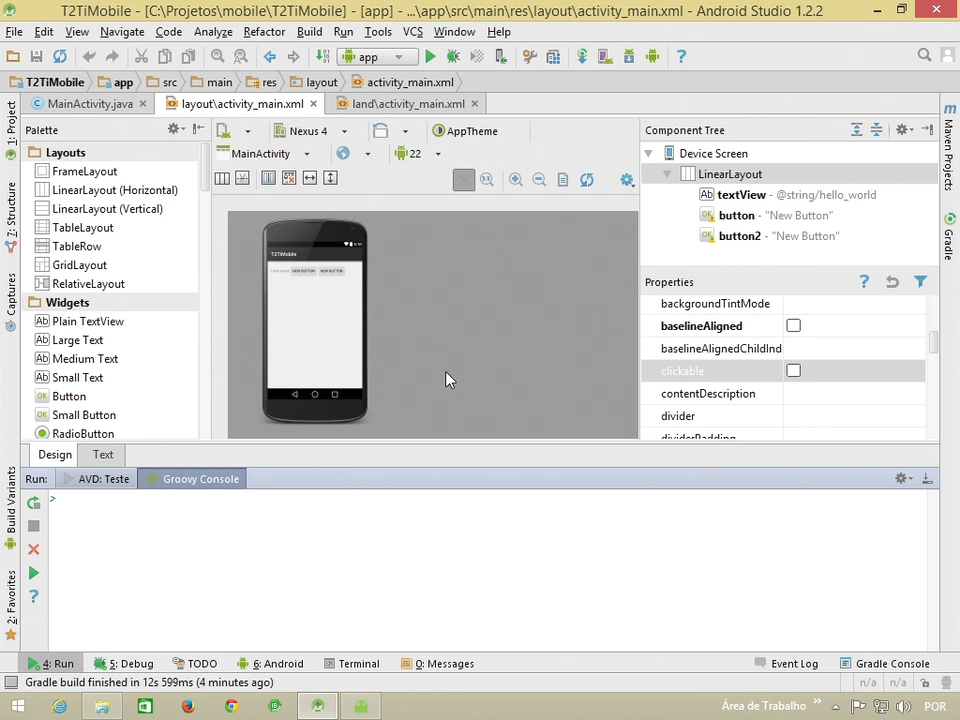 T2TiMobile - [C:\Projetos\mobile\T2TiMobile] - [app] - ...\app\src\main\res\layout\activity_main.xml - Android Studio 1.2.2
File Edit View Navigate Code Analyze Refactor Build Run Tools VCS Window Help
app
T2TiMobile app src main res layout activity_main.xml
MainActivity.java layout\activity_main.xml land\activity_main.xml
1: Project
7: Structure
Captures
Build Variants
2: Favorites
Palette
Layouts
FrameLayout
LinearLayout (Horizontal)
LinearLayout (Vertical)
TableLayout
TableRow
GridLayout
RelativeLayout
Widgets
Plain TextView
Large Text
Medium Text
Small Text
Button
Small Button
RadioButton
Nexus 4 AppTheme
MainActivity 22
T2TiMobile
NEW BUTTON NEW BUTTON
Component Tree
Device Screen
LinearLayout
textView - @string/hello_world
button - "New Button"
button2 - "New Button"
Properties
backgroundTintMode
baselineAligned
baselineAlignedChildInd
clickable
contentDescription
divider
dividerPadding
Maven Projects
Gradle
Design Text
Run: AVD: Teste Groovy Console
>
4: Run 5: Debug TODO 6: Android Terminal 0: Messages Event Log Gradle Console
Gradle build finished in 12s 599ms (4 minutes ago) n/a n/a
Área de Trabalho POR